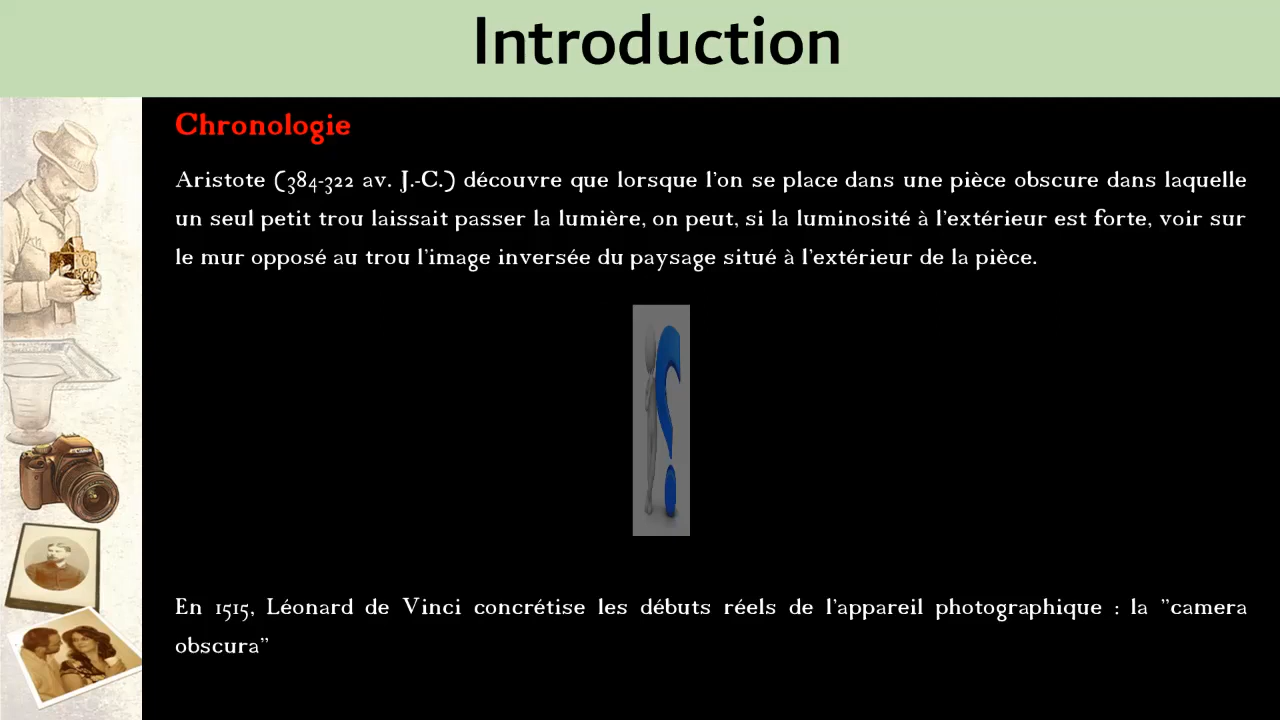 Introduction
Chronologie
Aristote (384-322 av. J.-C.) découvre que lorsque l'on se place dans une pièce obscure dans laquelle
un seul petit trou laissait passer la lumière, on peut, si la luminosité à l'extérieur est forte, voir sur
le mur opposé au trou l'image inversée du paysage situé à l'extérieur de la pièce.
En 1515, Léonard de Vinci concrétise les débuts réels de l'appareil photographique : la "camera
obscura"